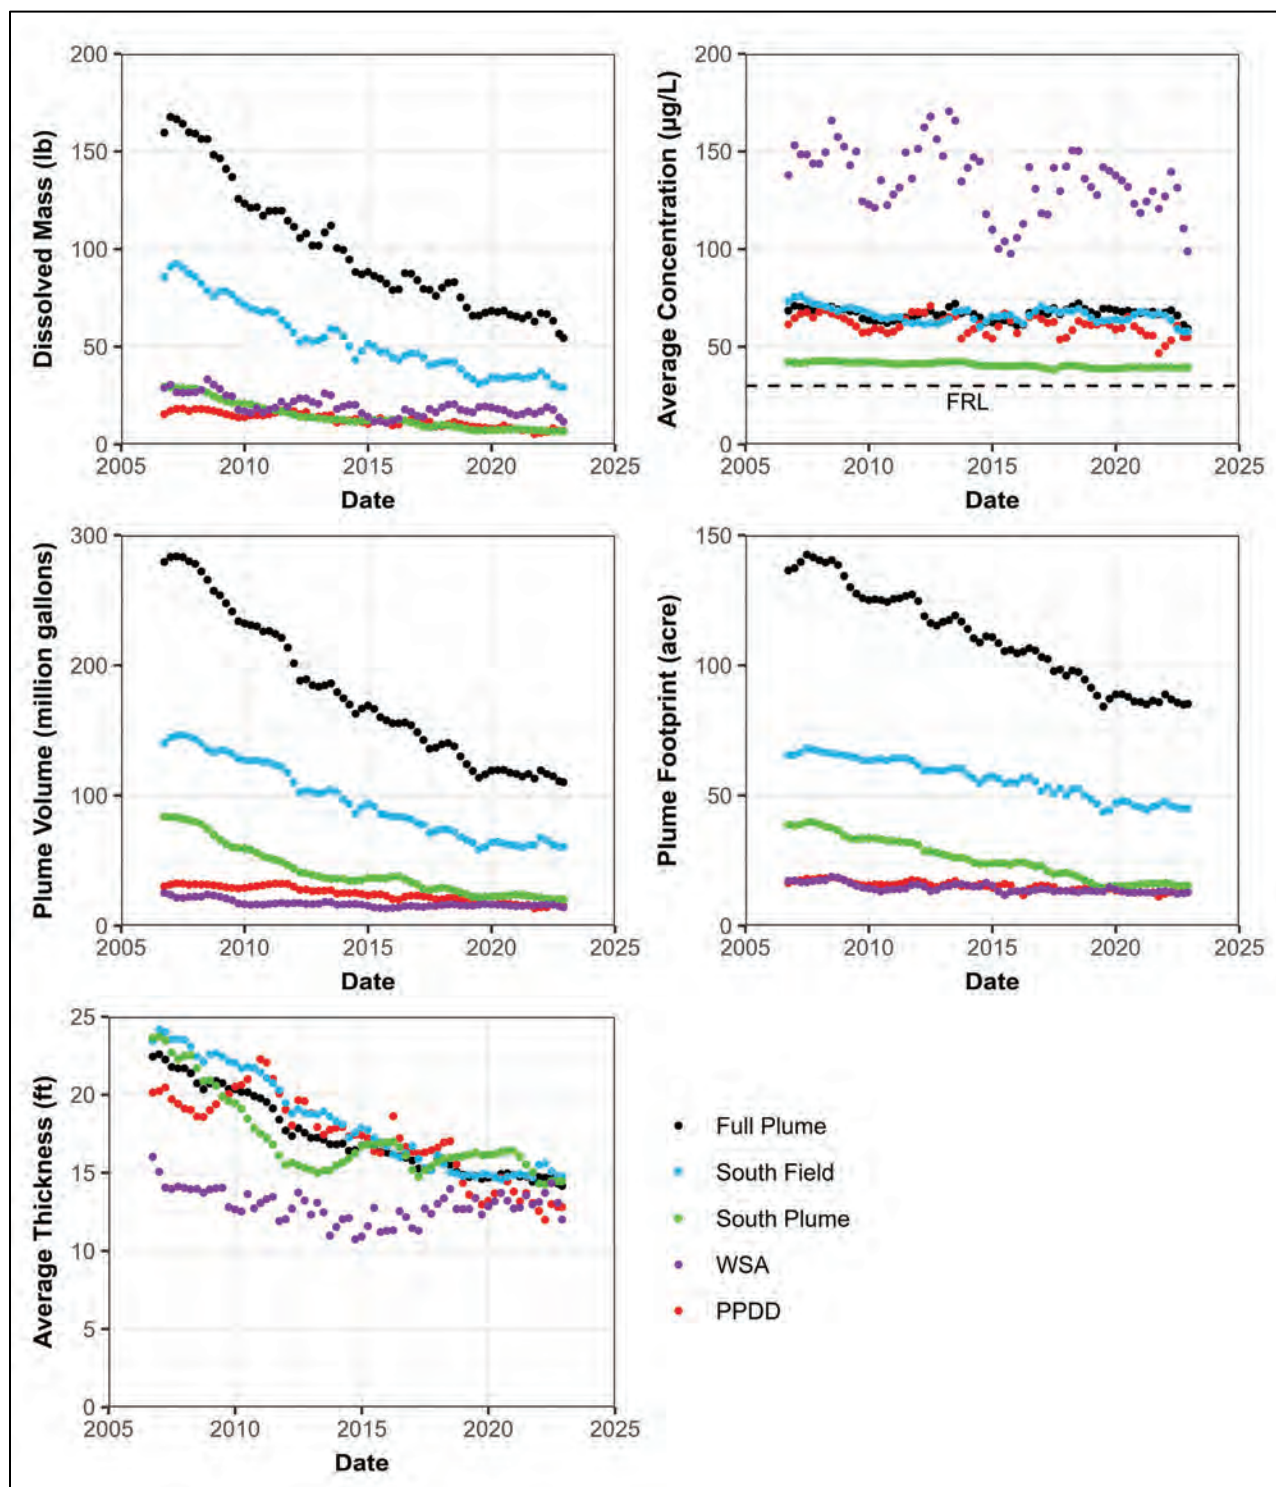 Dissolved Mass (lb)
200
150
100
50
0
2005 2010 2015 2020 2025
Date
Average Concentration (µg/L)
200
150
100
50
0
FRL
2005 2010 2015 2020 2025
Date
Plume Volume (million gallons)
300
200
100
0
2005 2010 2015 2020 2025
Date
Plume Footprint (acre)
150
100
50
0
2005 2010 2015 2020 2025
Date
Average Thickness (ft)
25
20
15
10
5
0
2005 2010 2015 2020 2025
Date
Full Plume
South Field
South Plume
WSA
PPDD